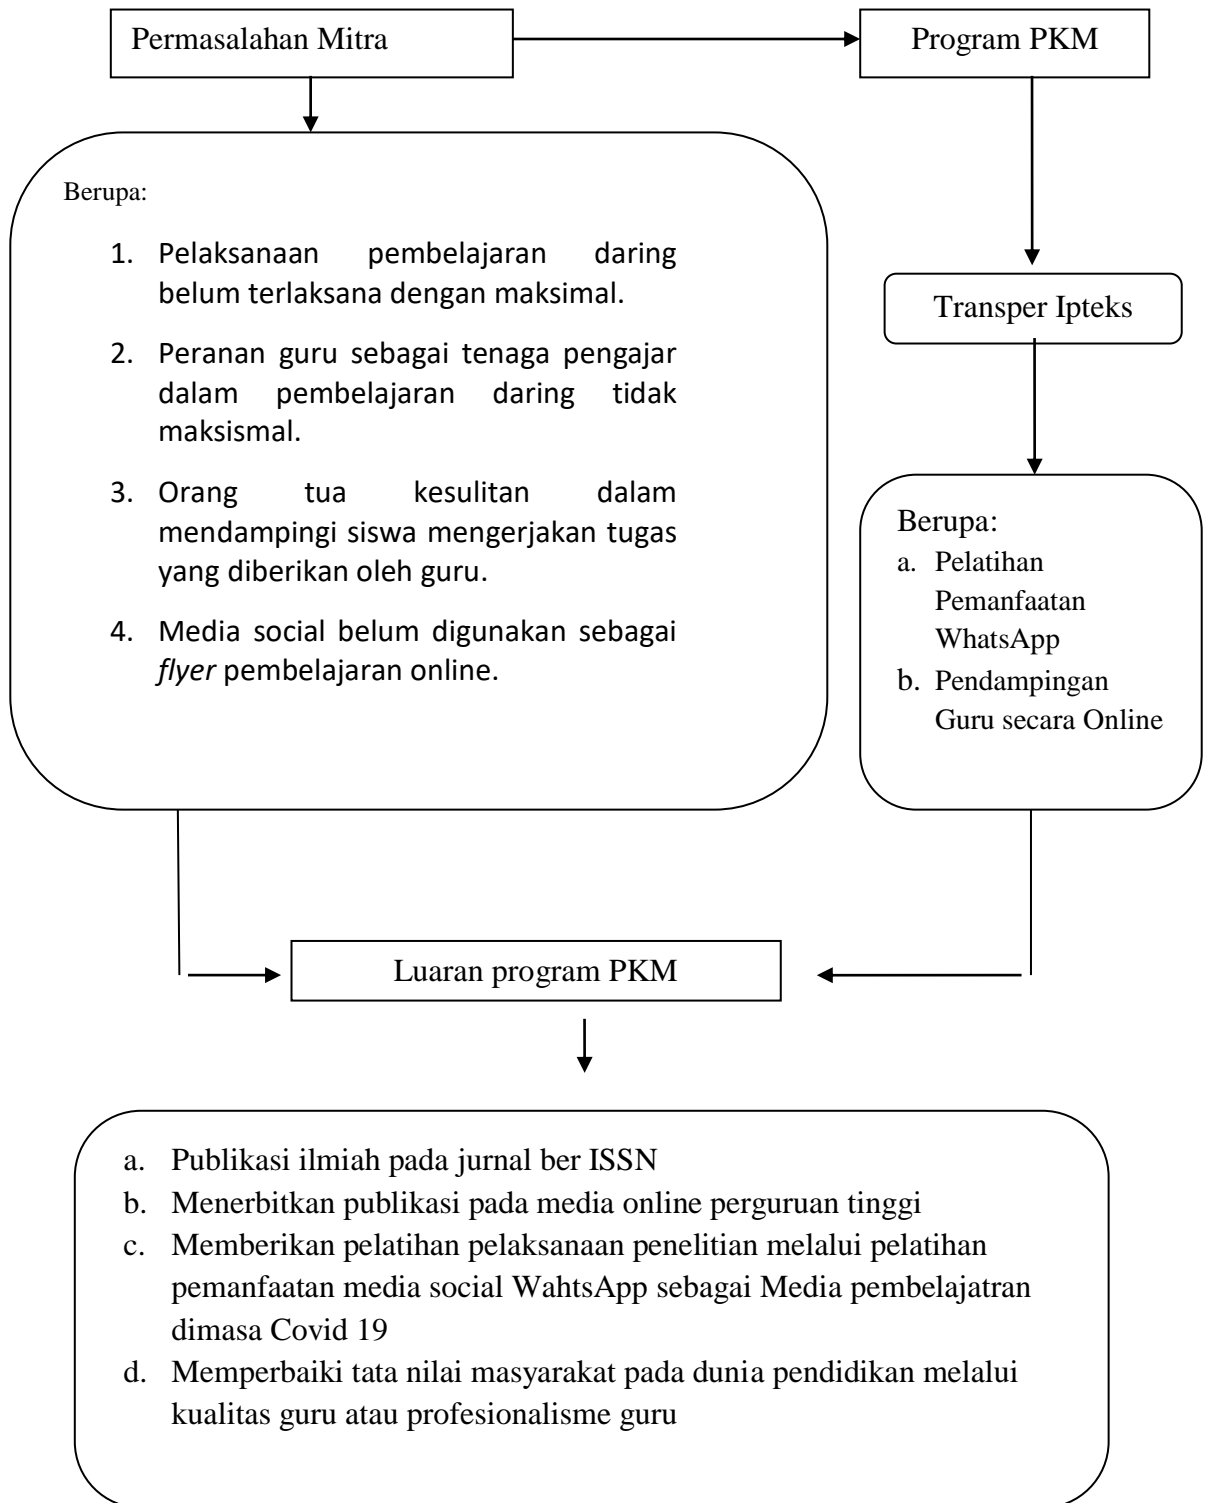 Permasalahan Mitra
Program PKM
Berupa:
1. Pelaksanaan pembelajaran daring
belum terlaksana dengan maksimal.
2. Peranan guru sebagai tenaga pengajar
dalam pembelajaran daring tidak
maksismal.
3. Orang tua kesulitan dalam
mendampingi siswa mengerjakan tugas
yang diberikan oleh guru.
4. Media social belum digunakan sebagai
flyer pembelajaran online.
Transper Ipteks
Berupa:
a. Pelatihan
Pemanfaatan
WhatsApp
b. Pendampingan
Guru secara Online
Luaran program PKM
a. Publikasi ilmiah pada jurnal ber ISSN
b. Menerbitkan publikasi pada media online perguruan tinggi
c. Memberikan pelatihan pelaksanaan penelitian melalui pelatihan
pemanfaatan media social WahtsApp sebagai Media pembelajatran
dimasa Covid 19
d. Memperbaiki tata nilai masyarakat pada dunia pendidikan melalui
kualitas guru atau profesionalisme guru